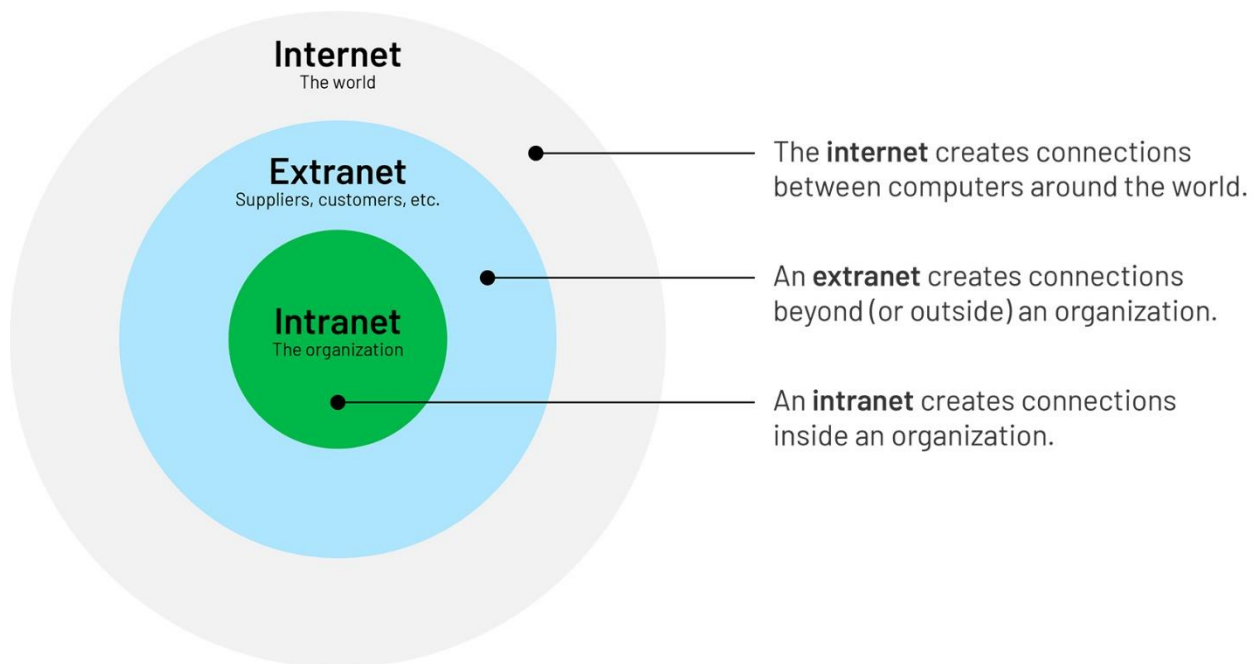 Internet
The world
Extranet
Suppliers, customers, etc.
Intranet
The organization
The internet creates connections
between computers around the world.
An extranet creates connections
beyond (or outside) an organization.
An intranet creates connections
inside an organization.